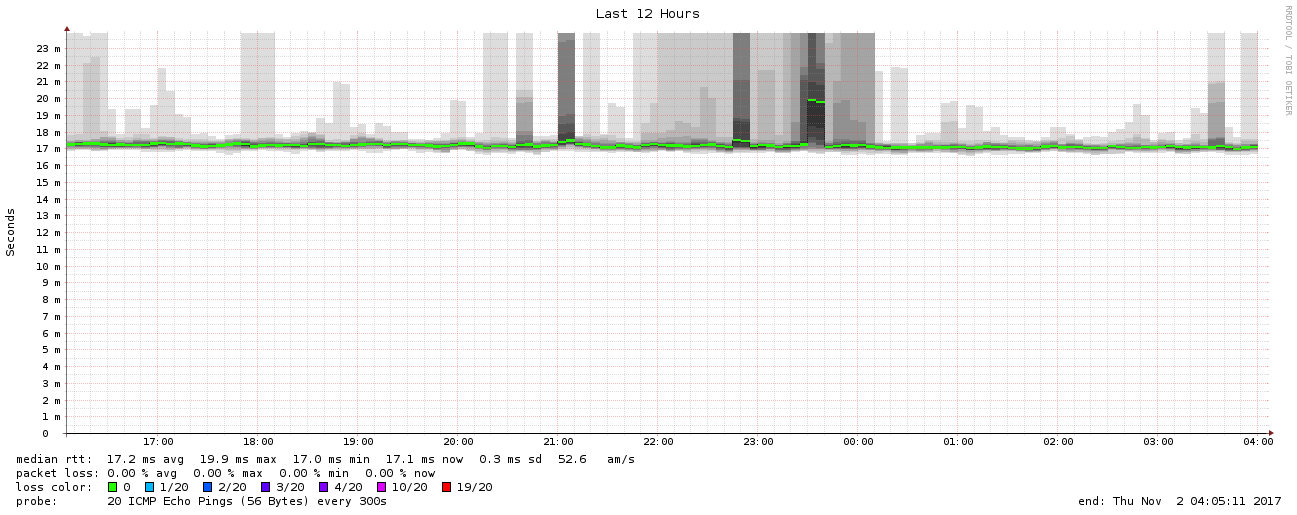 Last 12 Hours
RRDTOOL / TOBI OETIKER
Seconds
23 m
22 m
21 m
20 m
19 m
18 m
17 m
16 m
15 m
14 m
13 m
12 m
11 m
10 m
9 m
8 m
7 m
6 m
5 m
4 m
3 m
2 m
1 m
0
17:00 18:00 19:00 20:00 21:00 22:00 23:00 00:00 01:00 02:00 03:00 04:00
median rtt: 17.2 ms avg 19.9 ms max 17.0 ms min 17.1 ms now 0.3 ms sd 52.6 am/s
packet loss: 0.00 % avg 0.00 % max 0.00 % min 0.00 % now
loss color: 0 1/20 2/20 3/20 4/20 10/20 19/20
probe: 20 ICMP Echo Pings (56 Bytes) every 300s end: Thu Nov 2 04:05:11 2017